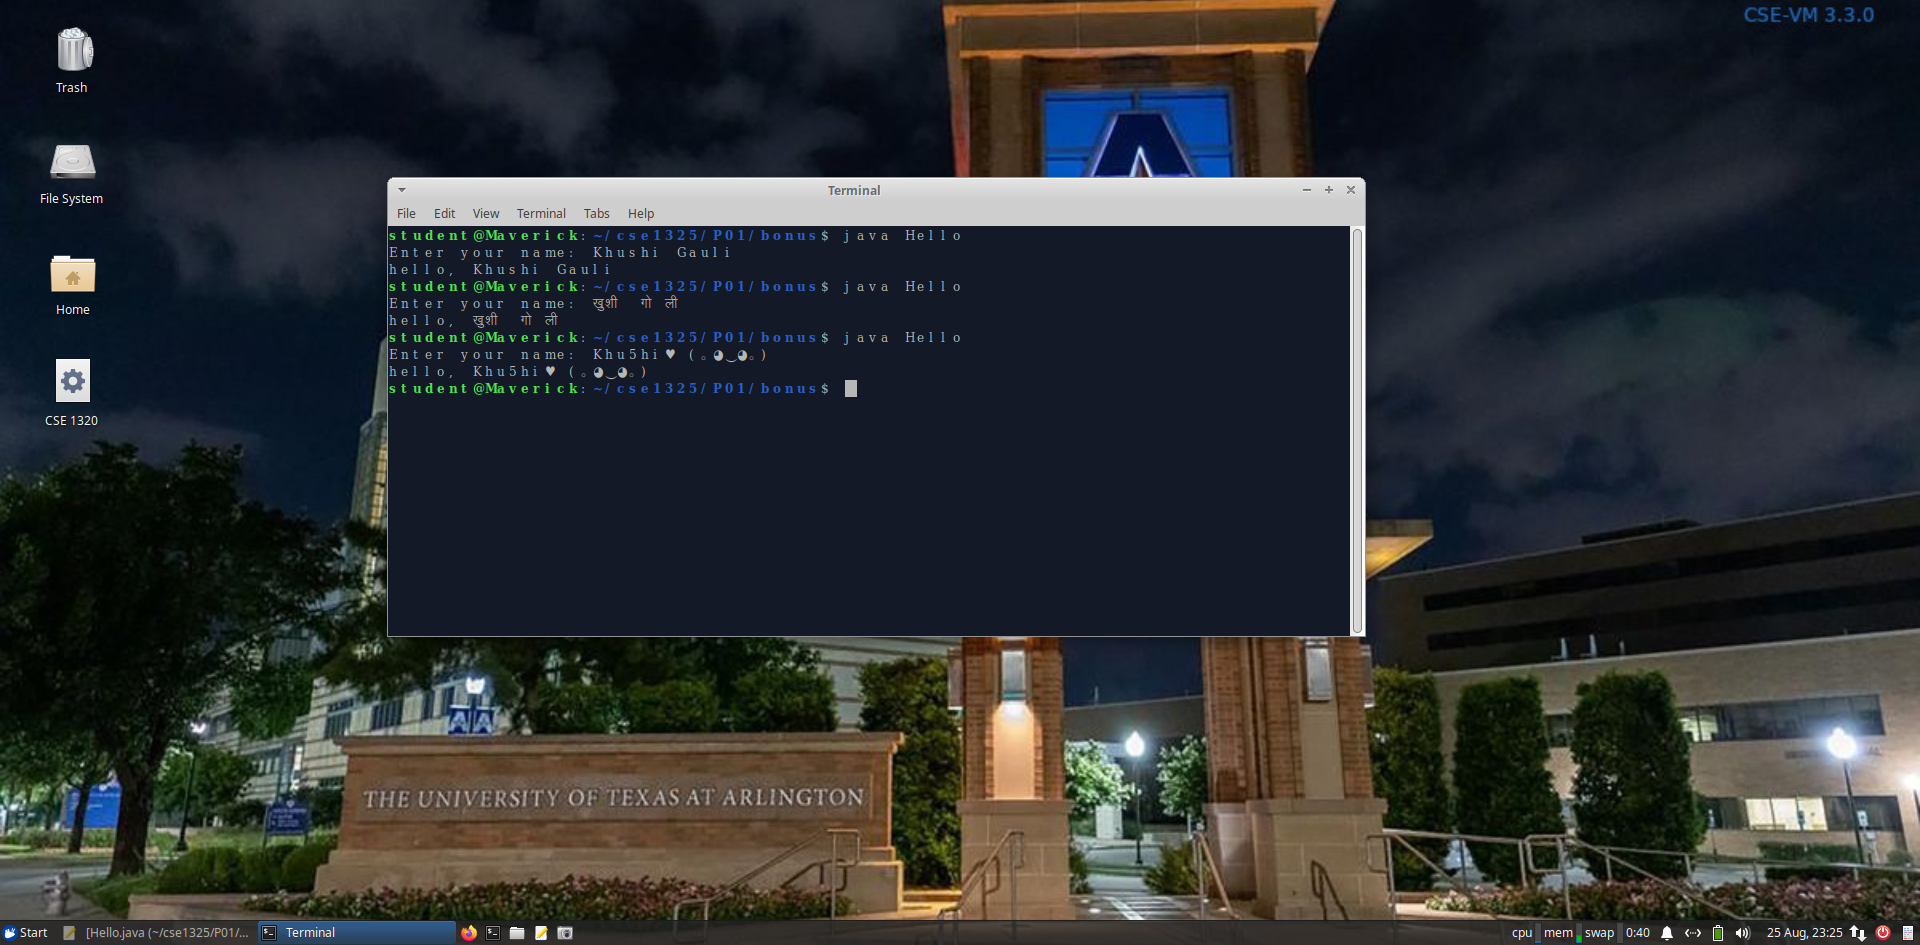 CSE-VM 3.3.0
Trash
File System
Home
CSE 1320
Terminal
File Edit View Terminal Tabs Help
student@Maverick:~/cse1325/P01/bonus$ java Hello
Enter your name: Khushi Gauli
hello, Khushi Gauli
student@Maverick:~/cse1325/P01/bonus$ java Hello
Enter your name: खुशी गोली
hello, खुशी गोली
student@Maverick:~/cse1325/P01/bonus$ java Hello
Enter your name: Khu5hi♥ (｡◕‿◕｡)
hello, Khu5hi♥ (｡◕‿◕｡)
student@Maverick:~/cse1325/P01/bonus$
THE UNIVERSITY OF TEXAS AT ARLINGTON
Start [Hello.java (~/cse1325/P01/... Terminal cpu mem swap 0:40 25 Aug, 23:25